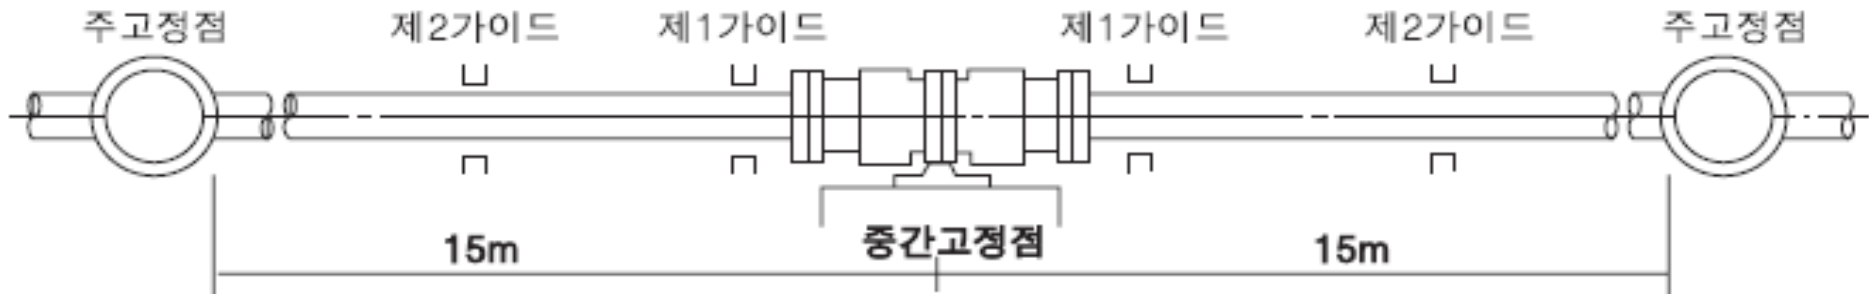 주고정점 제2가이드 제1가이드 제1가이드 제2가이드 주고정점
15m 중간고정점 15m